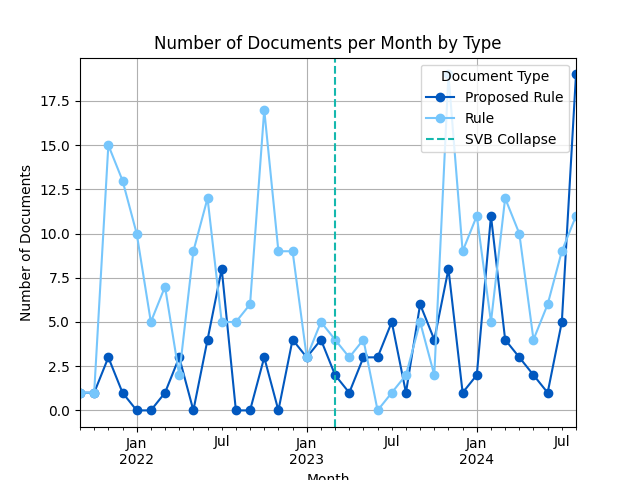 Number of Documents per Month by Type
Document Type
Proposed Rule
Rule
SVB Collapse
Number of Documents
17.5
15.0
12.5
10.0
7.5
5.0
2.5
0.0
Jan Jul Jan Jul Jan Jul
2022 2023 2024
Month